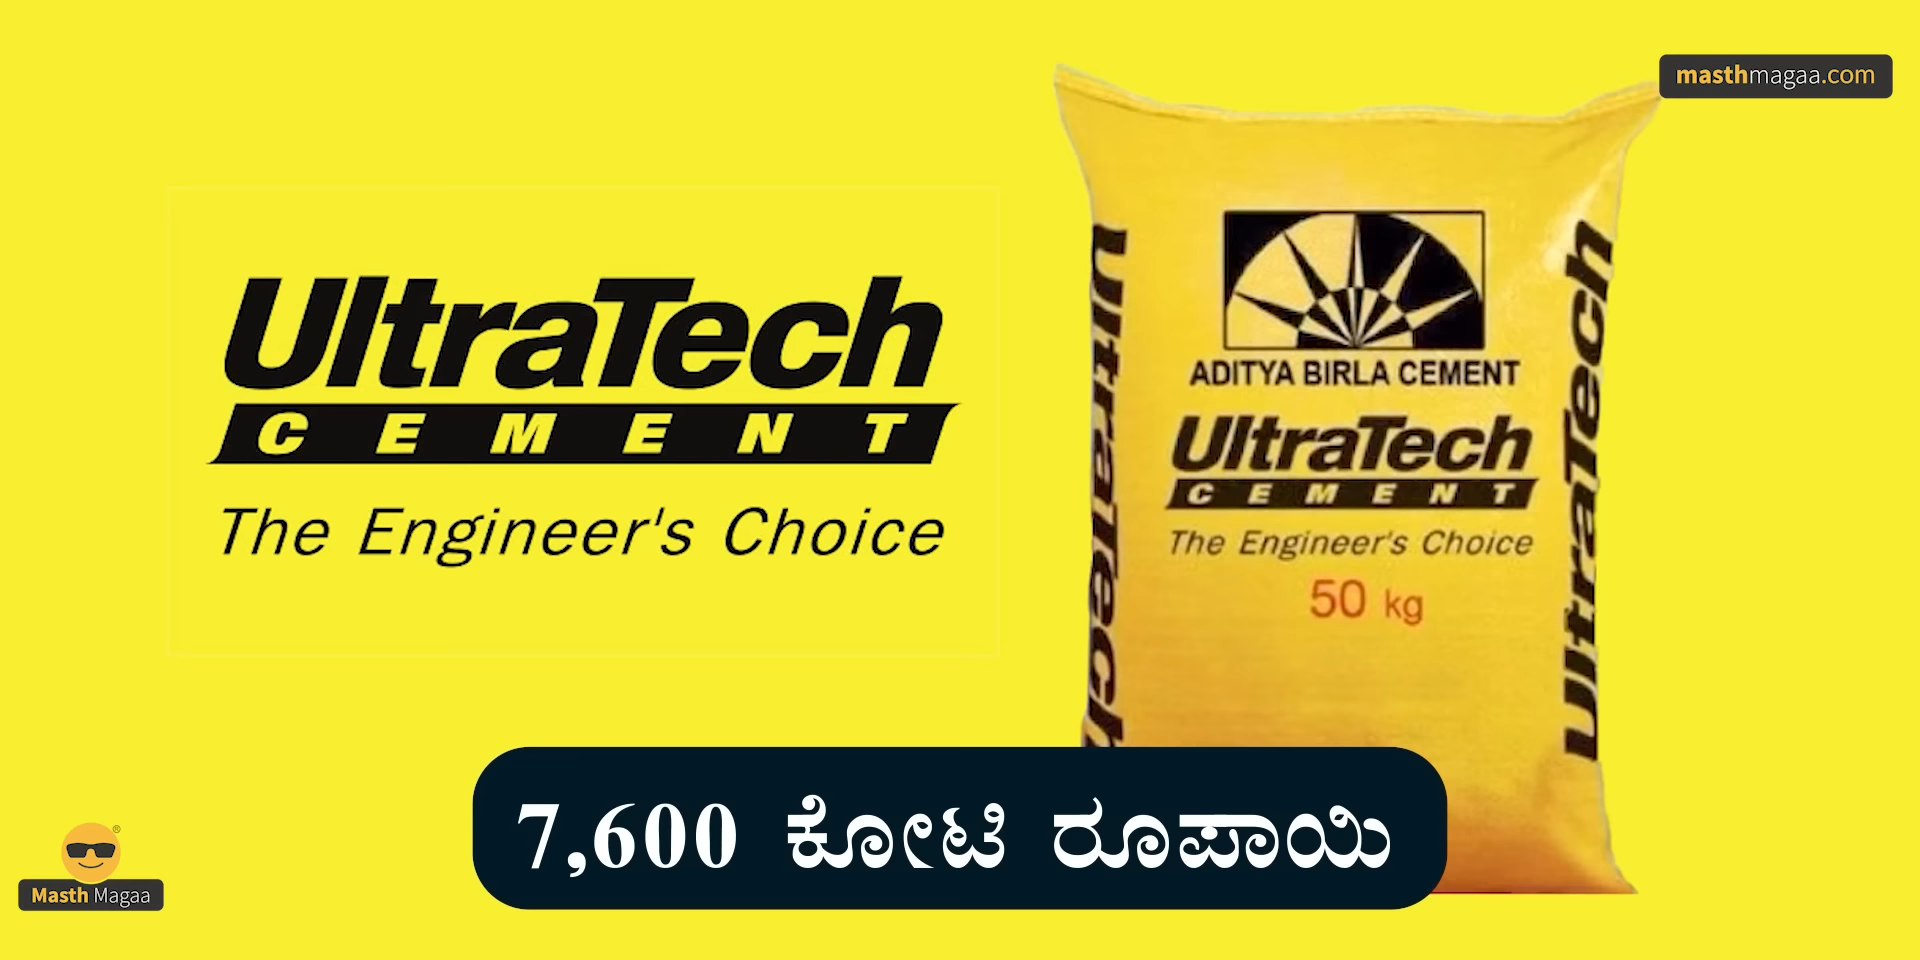 masthmagaa.com
UltraTech
CEMENT
The Engineer's Choice
ADITYA BIRLA CEMENT
UltraTech
CEMENT
The Engineer's Choice
50 kg
UltraTech
UltraTech
7,600 ಕೋಟಿ ರೂಪಾಯಿ
®
Masth Magaa